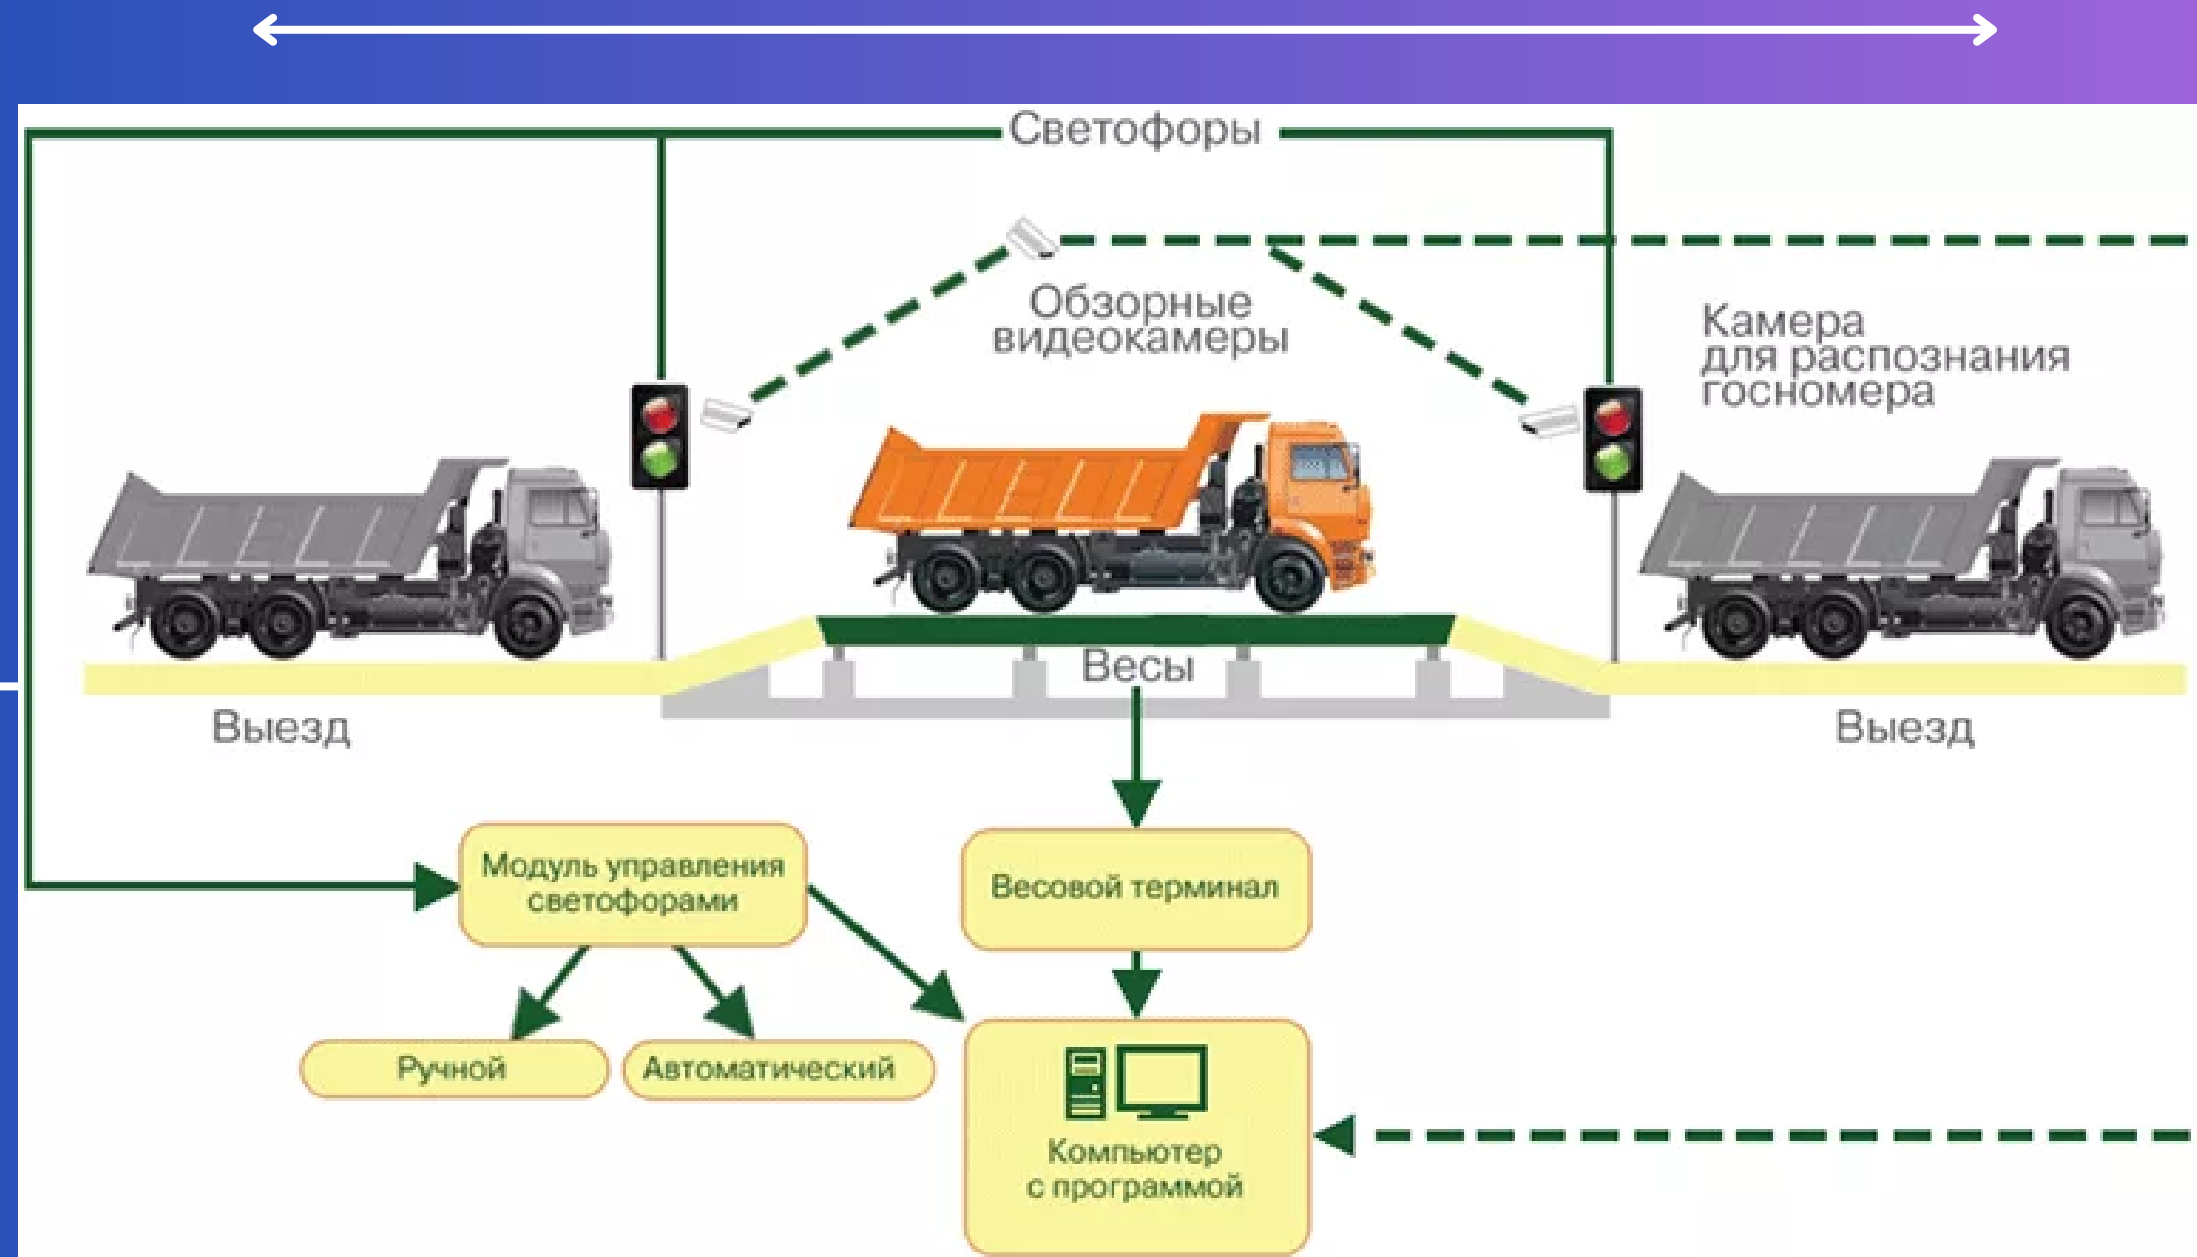 Светофоры
Обзорные
видеокамеры
Камера
для распознания
госномера
Весы
Выезд
Выезд
Модуль управления
светофорами
Весовой терминал
Ручной
Автоматический
Компьютер
с программой